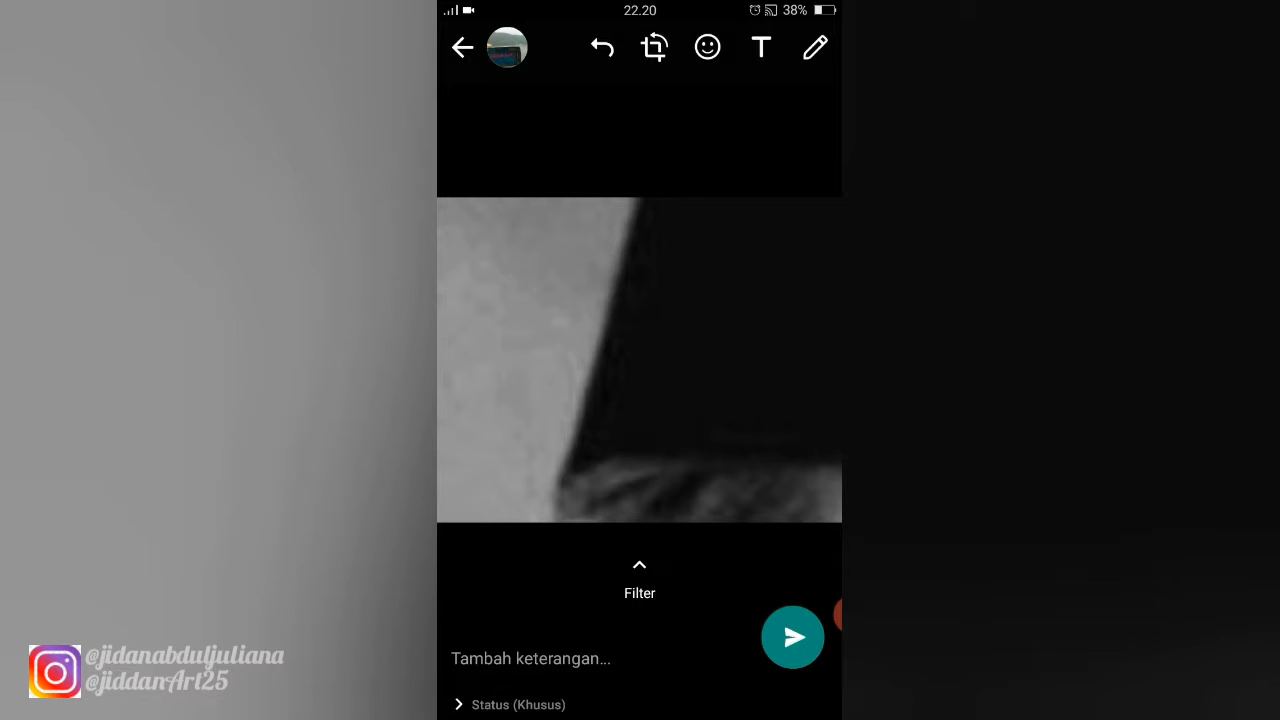 22.20
38%
T
Filter
Tambah keterangan...
Status (Khusus)
@jidanabduljuliana
@jiddanArt25